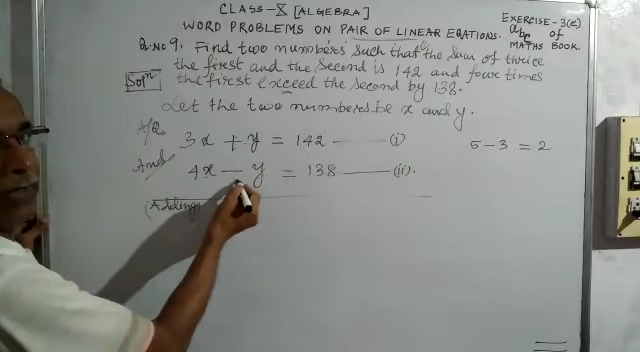 CLASS-X [ALGEBRA]
WORD PROBLEMS ON PAIR OF LINEAR EQATIONS.
EXERCISE-3(E)
of
MATHS BOOK
Q.NO 9. Find two numbers such that the sum of thrice
the first and the second is 142 and four times
the first exceed the second by 138.
Soln
Let the two numbers be x and y.
A/Q,
3x + y = 142 (i)
5 - 3 = 2
And
4x - y = 138 (ii).
(Adding)